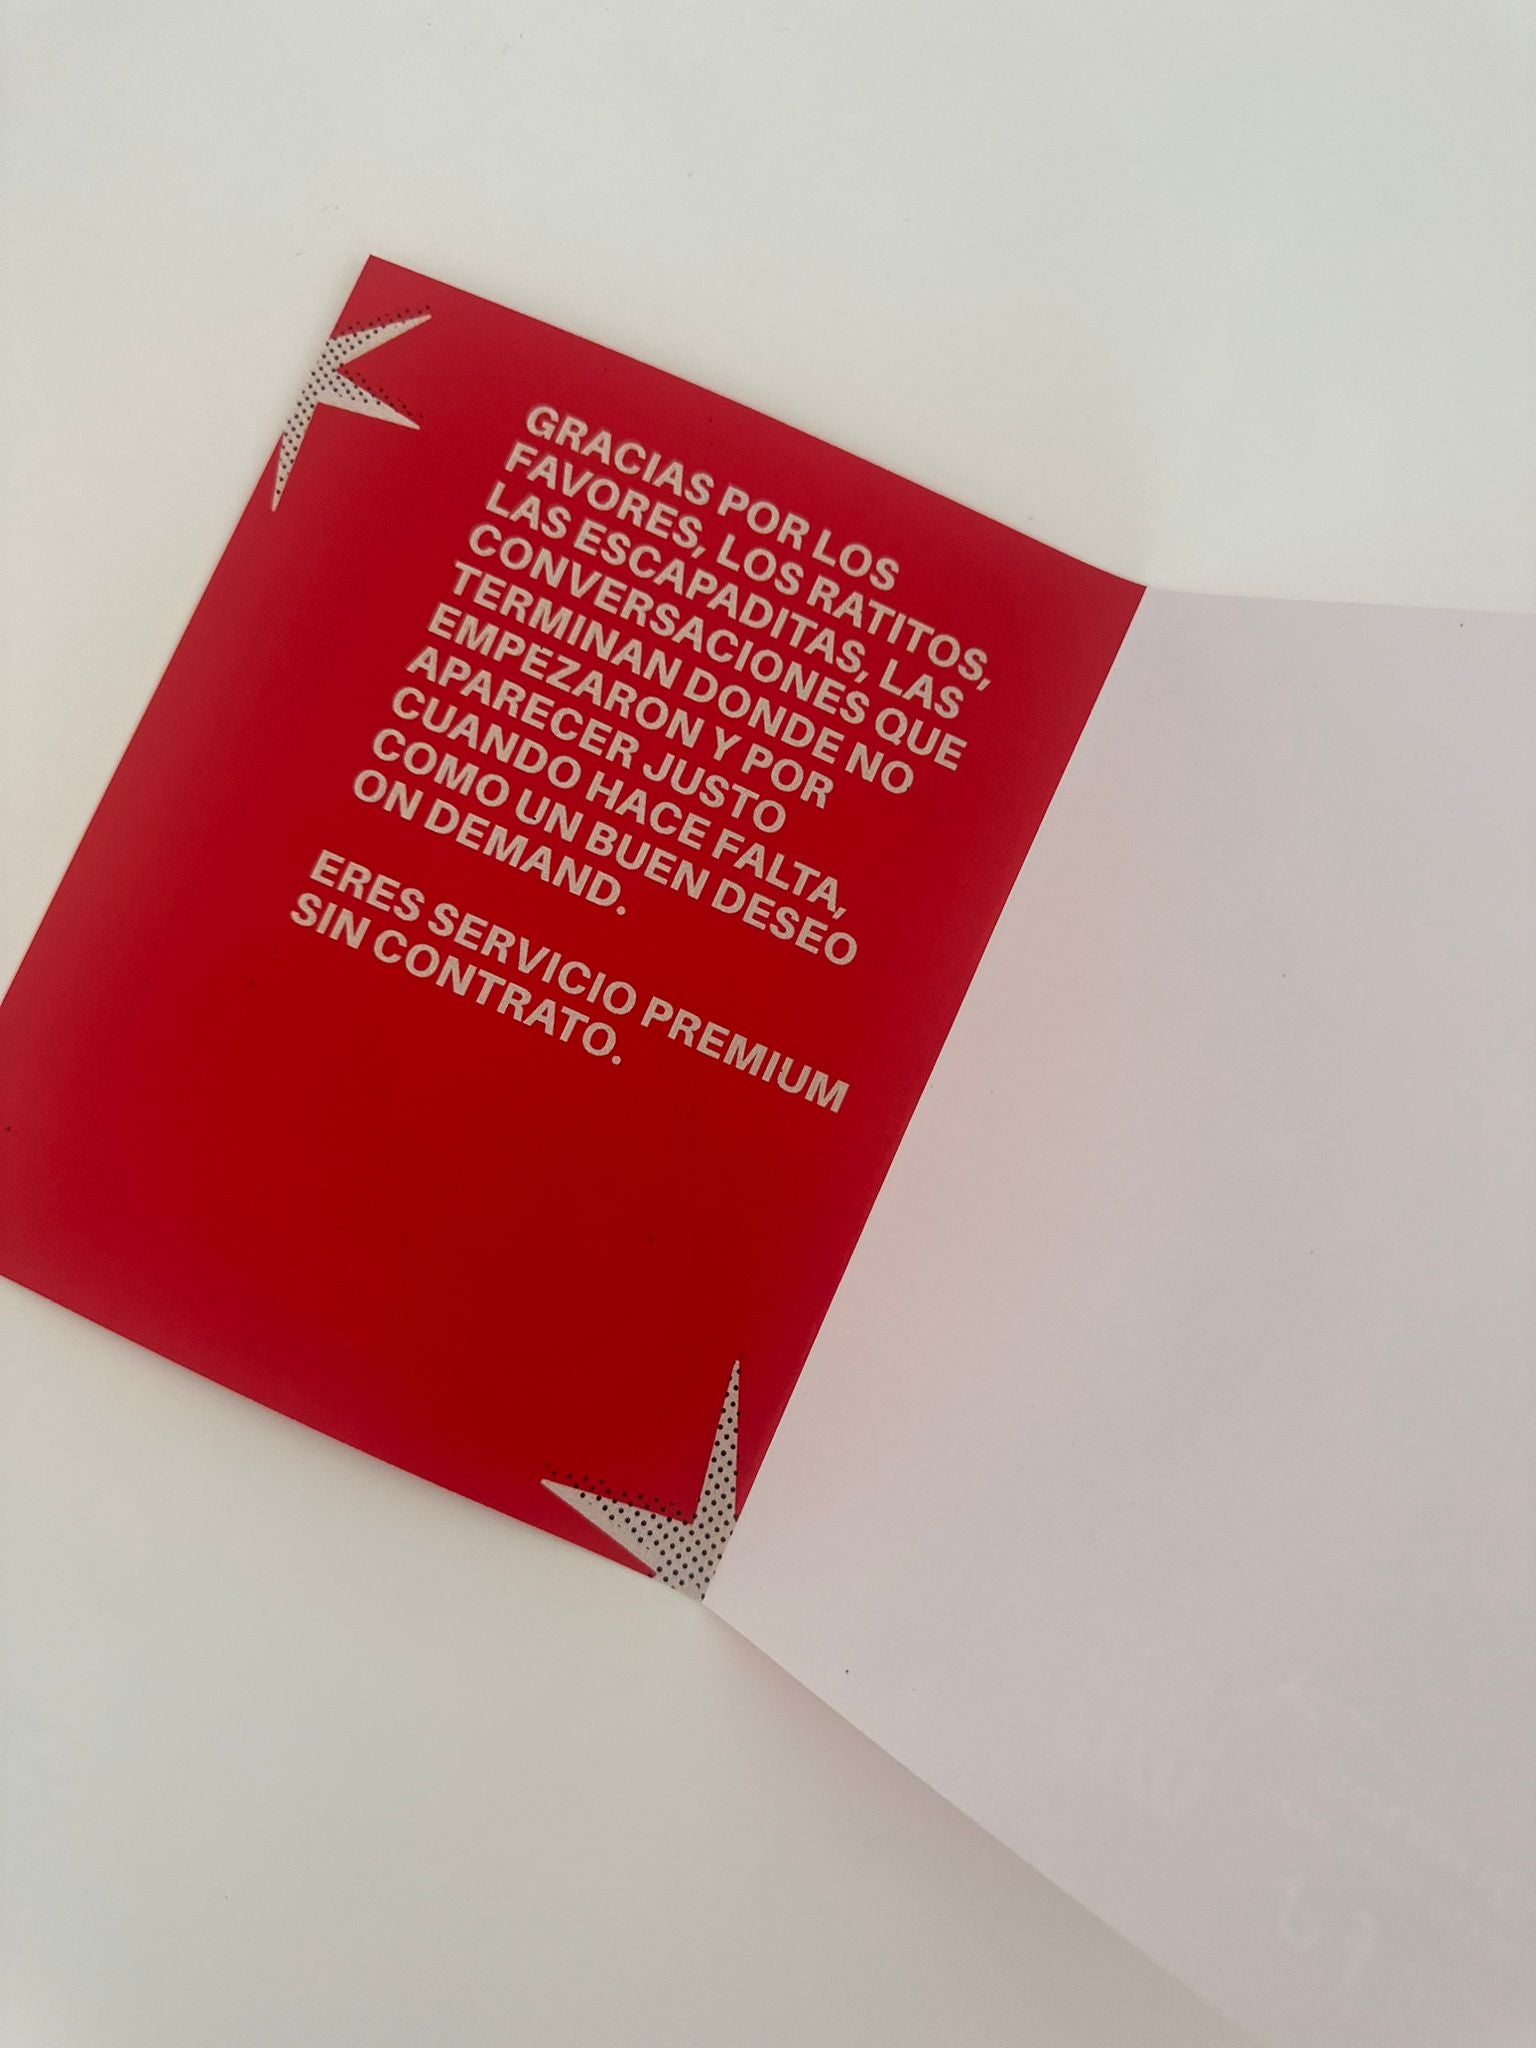 GRACIAS POR LOS
FAVORES, LOS RATITOS,
LAS ESCAPADITAS, LAS
CONVERSACIONES QUE
TERMINAN DONDE NO
EMPEZARON Y POR
APARECER JUSTO
CUANDO HACE FALTA,
COMO UN BUEN DESEO
ON DEMAND.
ERES SERVICIO PREMIUM
SIN CONTRATO.